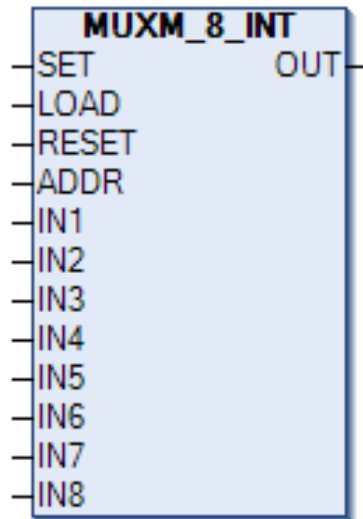 MUXM_8_INT
SET OUT
LOAD
RESET
ADDR
IN1
IN2
IN3
IN4
IN5
IN6
IN7
IN8